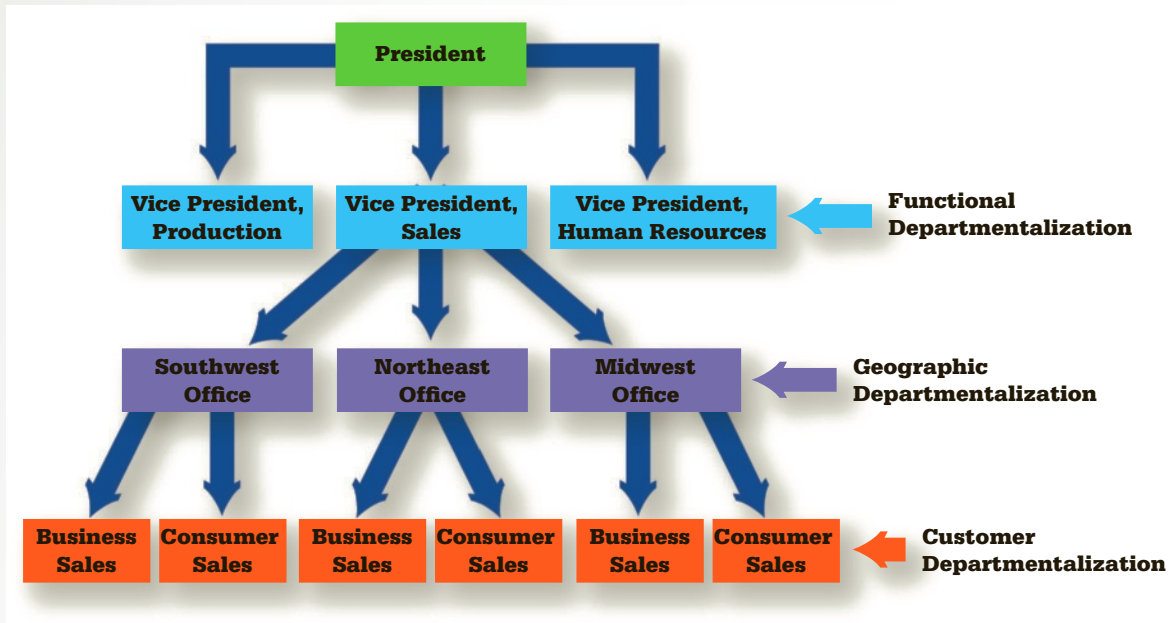 President
Vice President,
Production
Vice President,
Sales
Vice President,
Human Resources
Functional
Departmentalization
Southwest
Office
Northeast
Office
Midwest
Office
Geographic
Departmentalization
Business
Sales
Consumer
Sales
Business
Sales
Consumer
Sales
Business
Sales
Consumer
Sales
Customer
Departmentalization